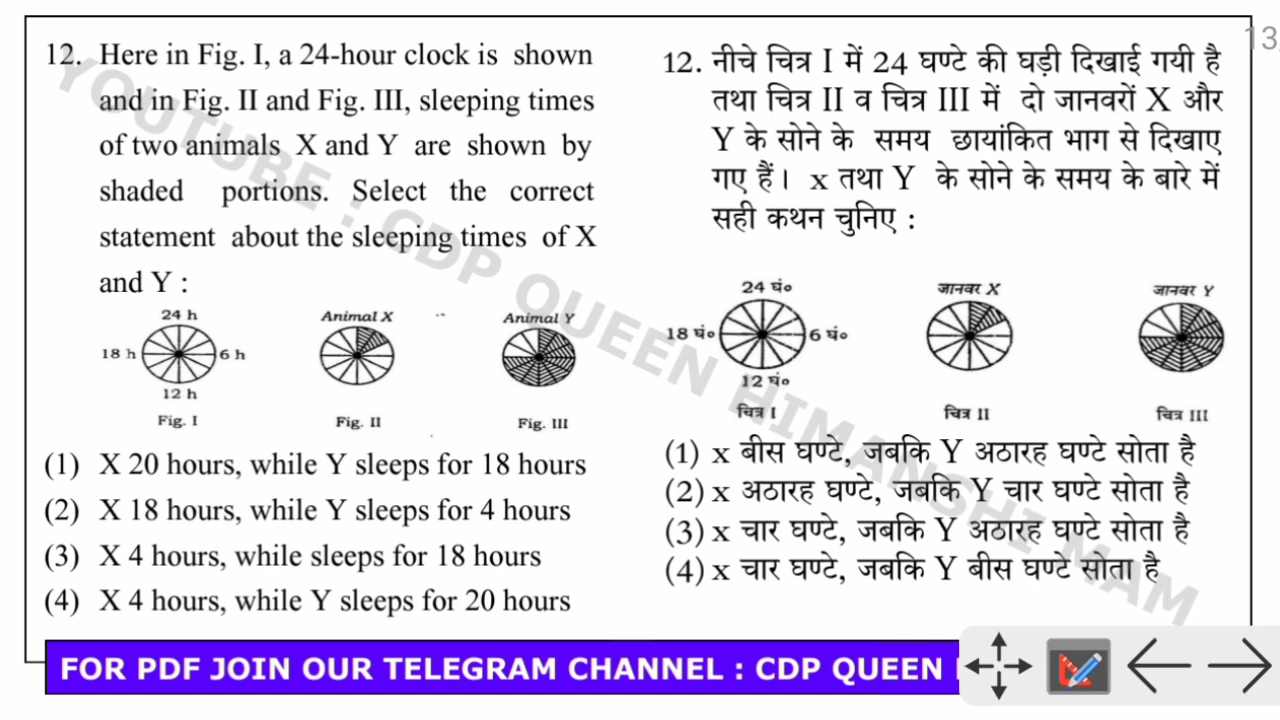 13
12. Here in Fig. I, a 24-hour clock is shown
and in Fig. II and Fig. III, sleeping times
of two animals X and Y are shown by
shaded portions. Select the correct
statement about the sleeping times of X
and Y :
24 h
18 h
6 h
12 h
Fig. I
Animal X
Fig. II
Animal Y
Fig. III
(1) X 20 hours, while Y sleeps for 18 hours
(2) X 18 hours, while Y sleeps for 4 hours
(3) X 4 hours, while sleeps for 18 hours
(4) X 4 hours, while Y sleeps for 20 hours
12. नीचे चित्र I में 24 घण्टे की घड़ी दिखाई गयी है
तथा चित्र II व चित्र III में दो जानवरों X और
Y के सोने के समय छायांकित भाग से दिखाए
गए हैं। x तथा Y के सोने के समय के बारे में
सही कथन चुनिए :
24 घं०
18 घं०
6 घं०
12 घं०
चित्र I
जानवर X
चित्र II
जानवर Y
चित्र III
(1) x बीस घण्टे, जबकि Y अठारह घण्टे सोता है
(2) x अठारह घण्टे, जबकि Y चार घण्टे सोता है
(3) x चार घण्टे, जबकि Y अठारह घण्टे सोता है
(4) x चार घण्टे, जबकि Y बीस घण्टे सोता है
YOUTUBE : CDP QUEEN HIMANSHI MAM
FOR PDF JOIN OUR TELEGRAM CHANNEL : CDP QUEEN